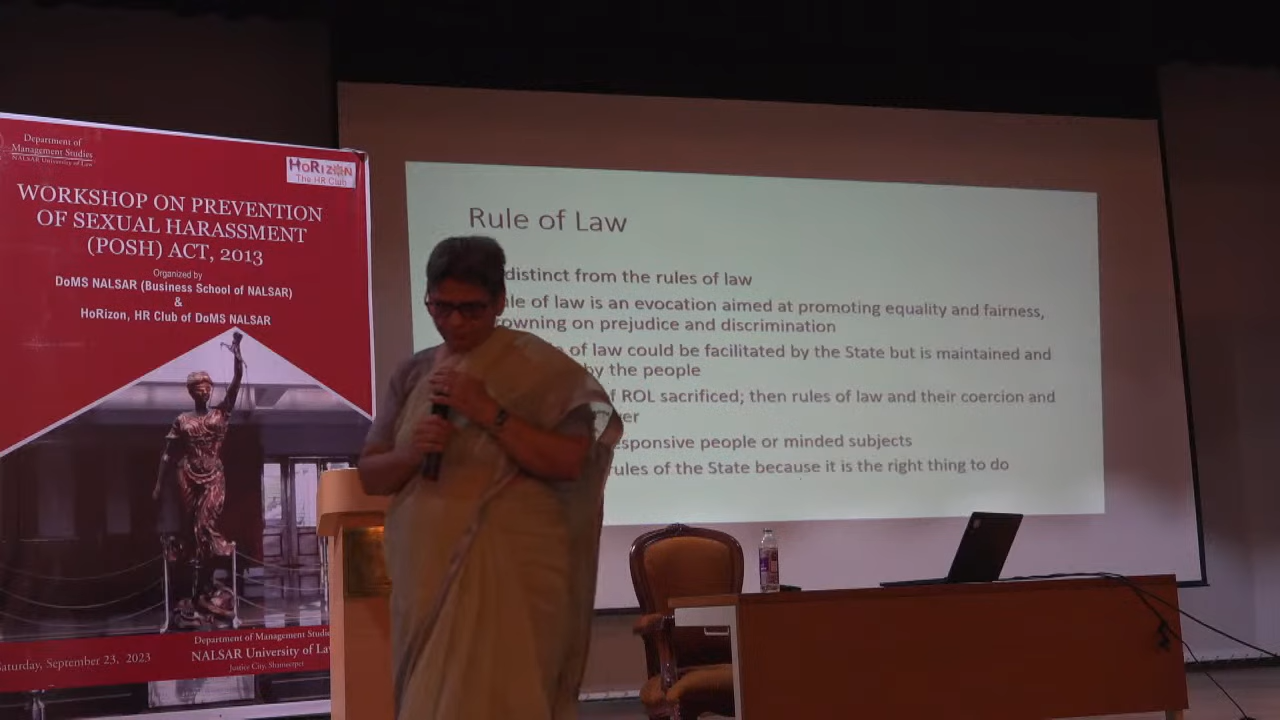 Department of
Management Studies
NALSAR University of Law
HoRizon
The HR Club
WORKSHOP ON PREVENTION
OF SEXUAL HARASSMENT
(POSH) ACT, 2013
Organized by
DoMS NALSAR (Business School of NALSAR)
&
HoRizon, HR Club of DoMS NALSAR
Department of Management
NALSAR University of
Justice City, Shameerpet
September 23, 2023
Rule of Law
distinct from the rules of law
of law is an evocation aimed at promoting equality and fairness,
on prejudice and discrimination
of law could be facilitated by the State but is maintained and
by the people
ROL sacrificed; then rules of law and their coercion and
people or minded subjects
rules of the State because it is the right thing to do